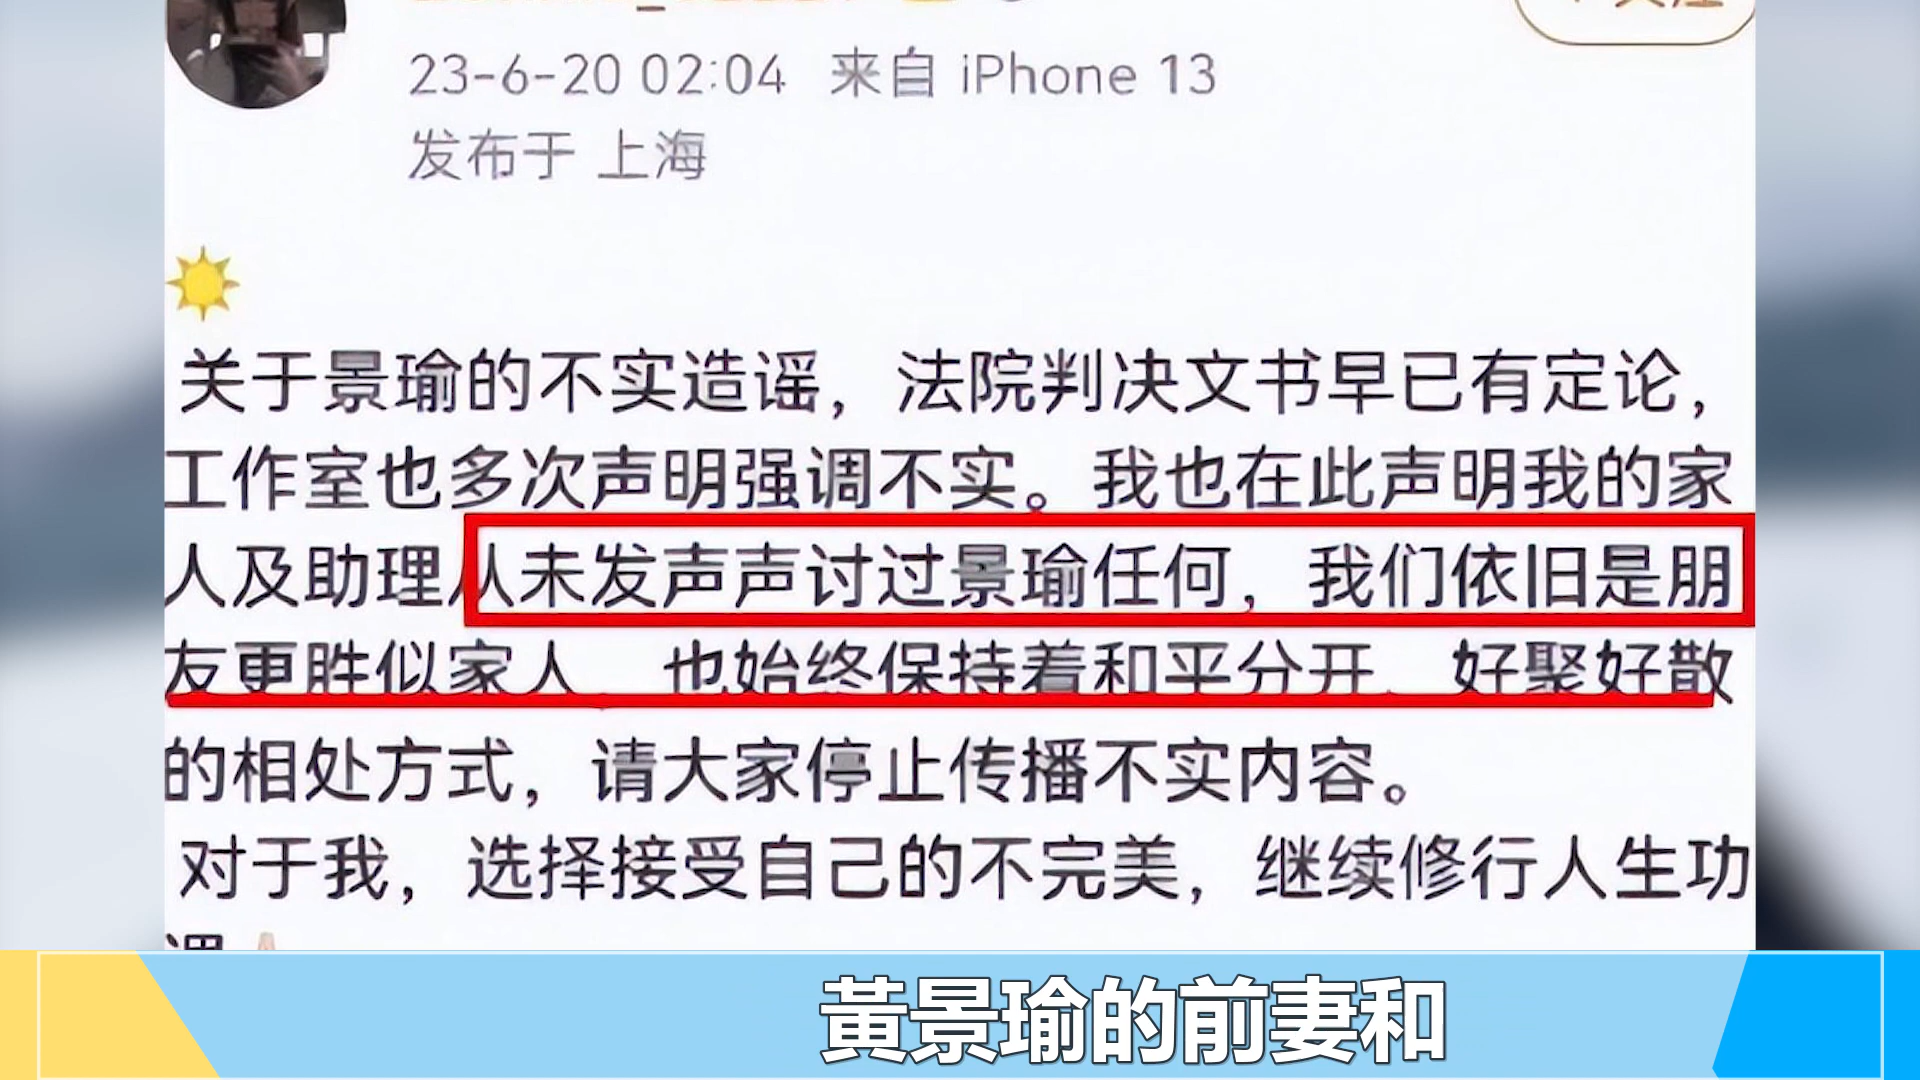 23-6-20 02:04 来自 iPhone 13
发布于 上海
关于景瑜的不实造谣，法院判决文书早已有定论，
工作室也多次声明强调不实。我也在此声明我的家
人及助理从未发声声讨过景瑜任何，我们依旧是朋
友更胜似家人，也始终保持着和平分开、好聚好散
的相处方式，请大家停止传播不实内容。
对于我，选择接受自己的不完美，继续修行人生功
黄景瑜的前妻和